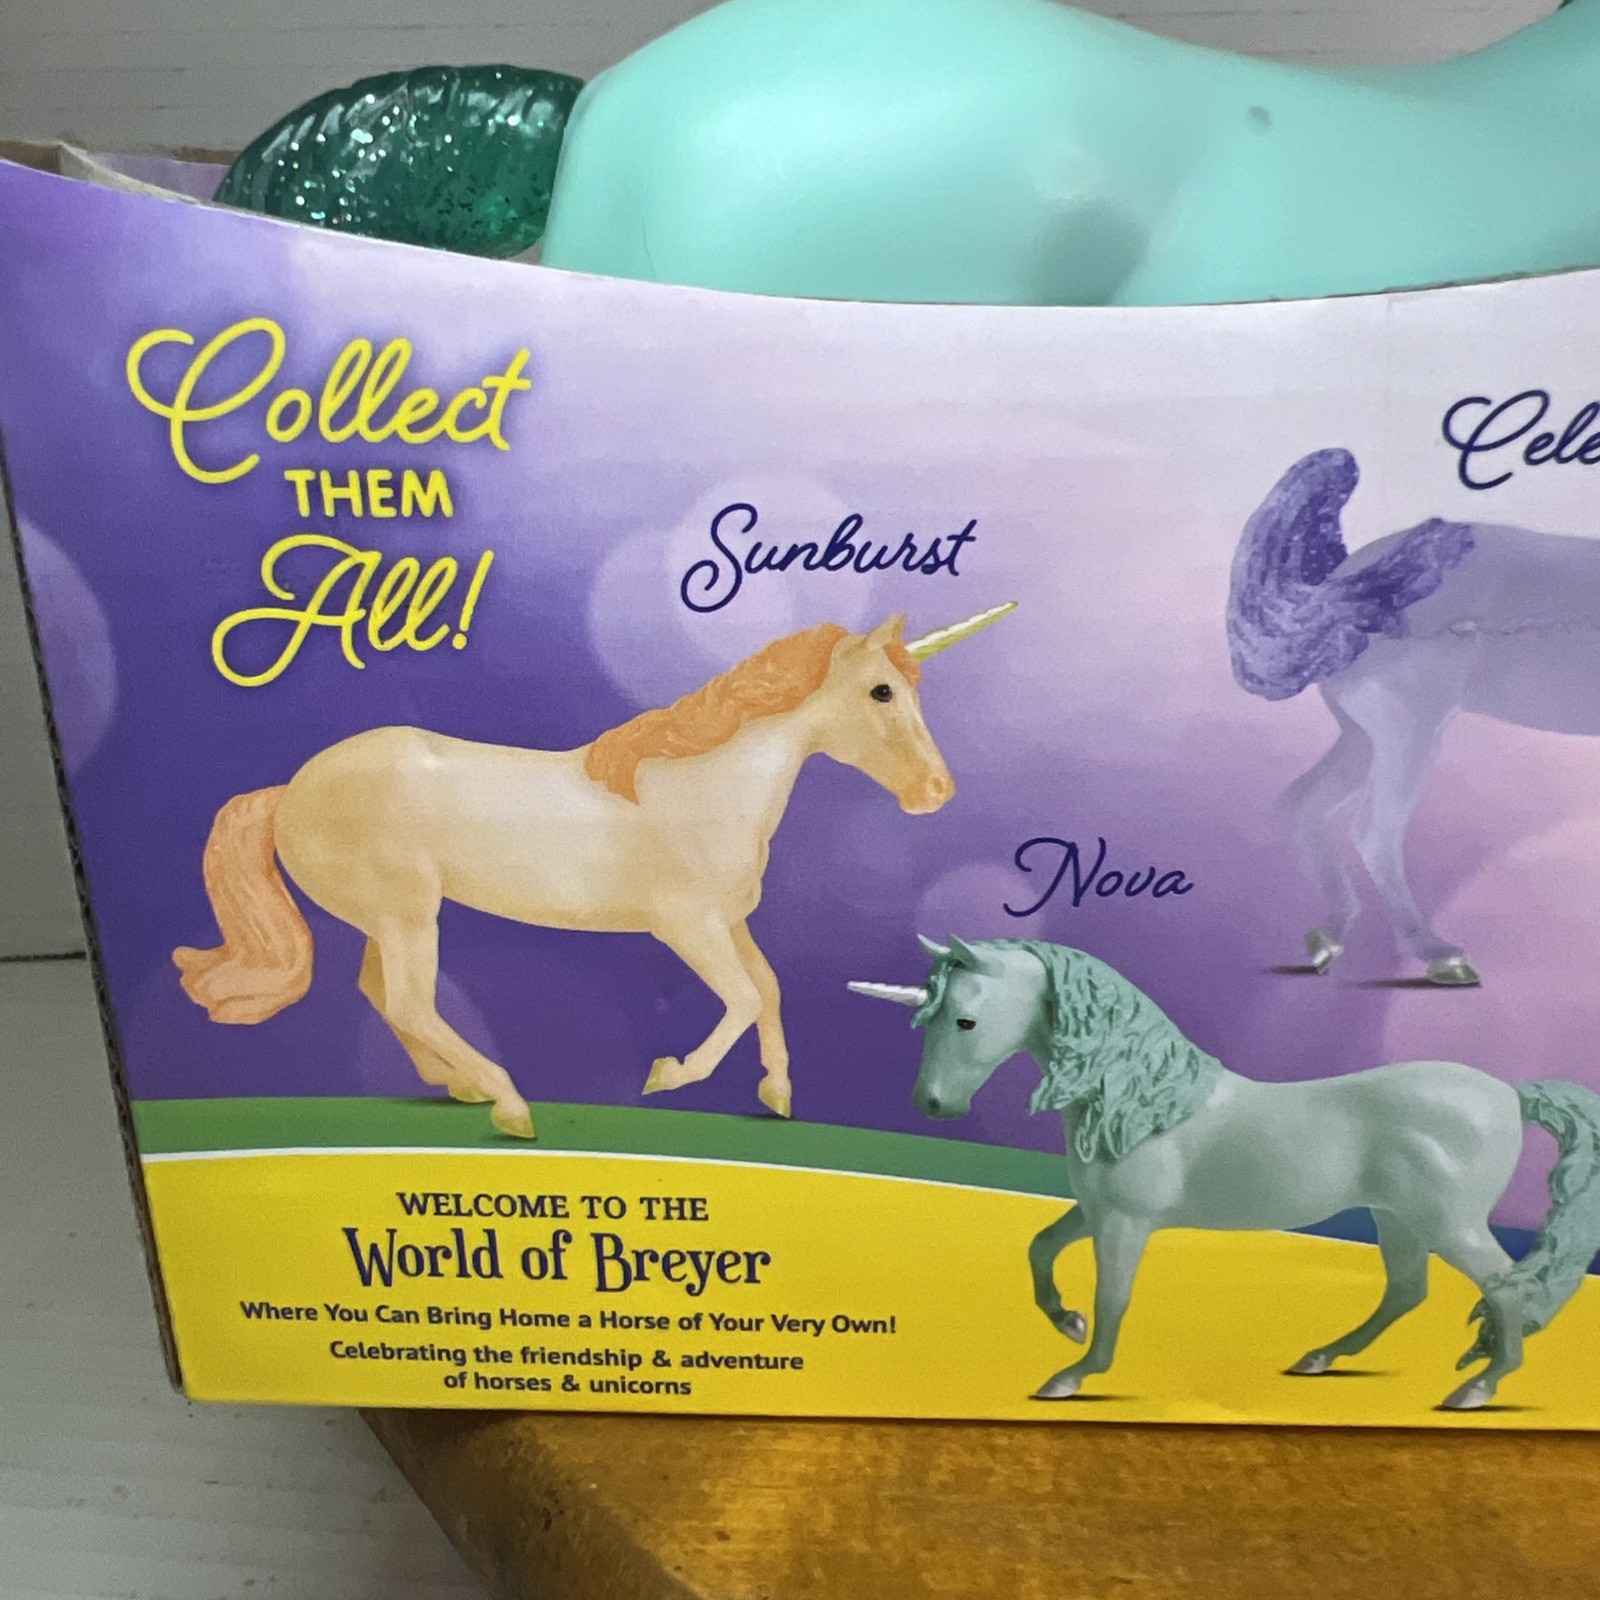 Collect
THEM
All!
Sunburst
Nova
WELCOME TO THE
World of Breyer
Where You Can Bring Home a Horse of Your Very Own!
Celebrating the friendship & adventure
of horses & unicorns